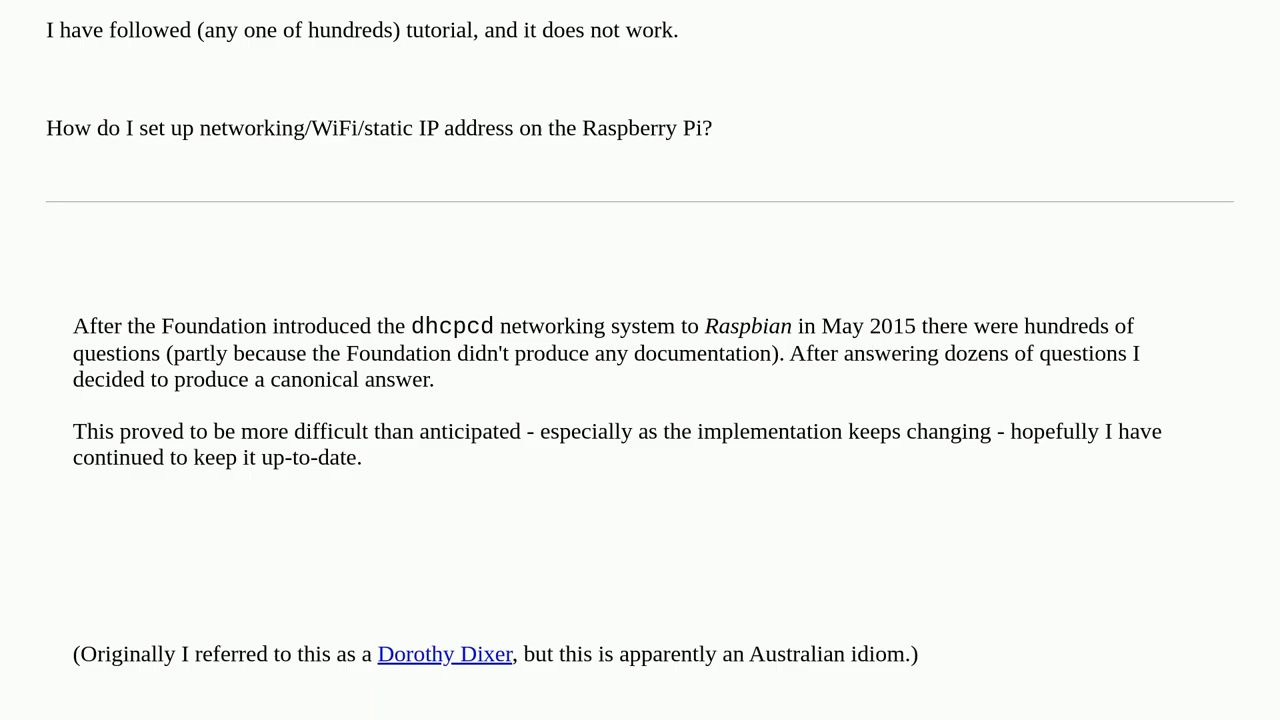 I have followed (any one of hundreds) tutorial, and it does not work.
How do I set up networking/WiFi/static IP address on the Raspberry Pi?
After the Foundation introduced the dhcpcd networking system to Raspbian in May 2015 there were hundreds of
questions (partly because the Foundation didn't produce any documentation). After answering dozens of questions I
decided to produce a canonical answer.
This proved to be more difficult than anticipated - especially as the implementation keeps changing - hopefully I have
continued to keep it up-to-date.
(Originally I referred to this as a Dorothy Dixer, but this is apparently an Australian idiom.)